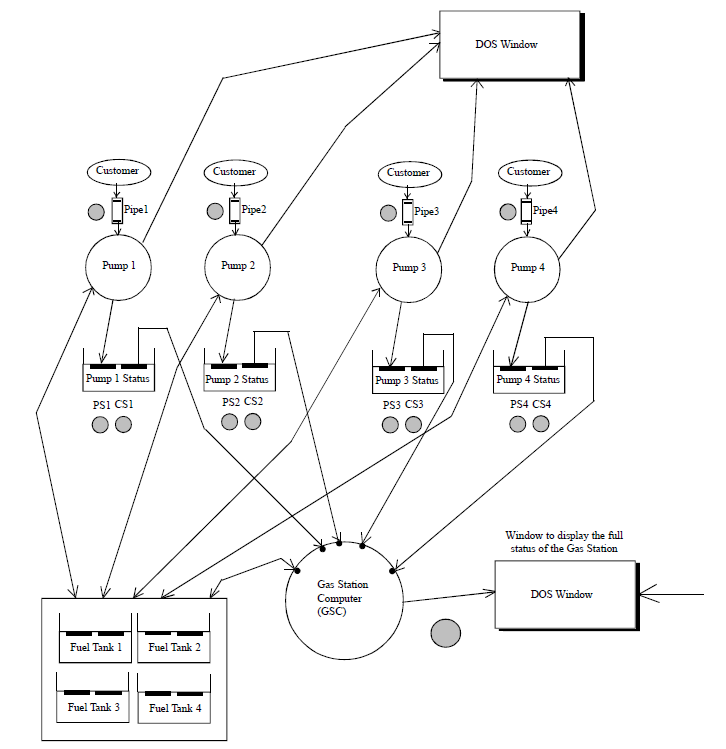 DOS Window
Customer
Customer
Customer
Customer
Pipe1
Pipe2
Pipe3
Pipe4
Pump 1
Pump 2
Pump 3
Pump 4
Pump 1 Status
Pump 2 Status
Pump 3 Status
Pump 4 Status
PS1 CS1
PS2 CS2
PS3 CS3
PS4 CS4
Window to display the full
status of the Gas Station
Gas Station
Computer
(GSC)
DOS Window
Fuel Tank 1
Fuel Tank 2
Fuel Tank 3
Fuel Tank 4